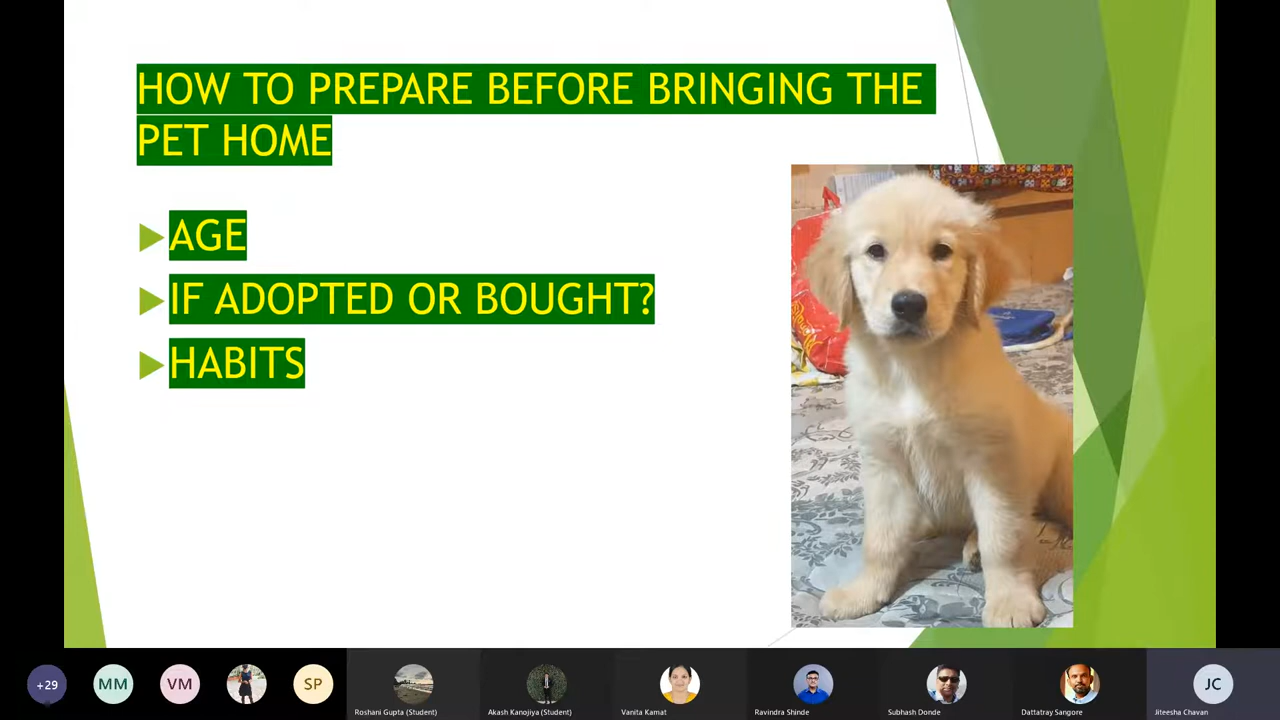 HOW TO PREPARE BEFORE BRINGING THE
PET HOME
AGE
IF ADOPTED OR BOUGHT?
HABITS
+29
MM
VM
SP
JC
Roshani Gupta (Student)
Akash Kanojiya (Student)
Vanita Kamat
Ravindra Shinde
Subhash Donde
Dattatray Sangore
Jiteesha Chavan